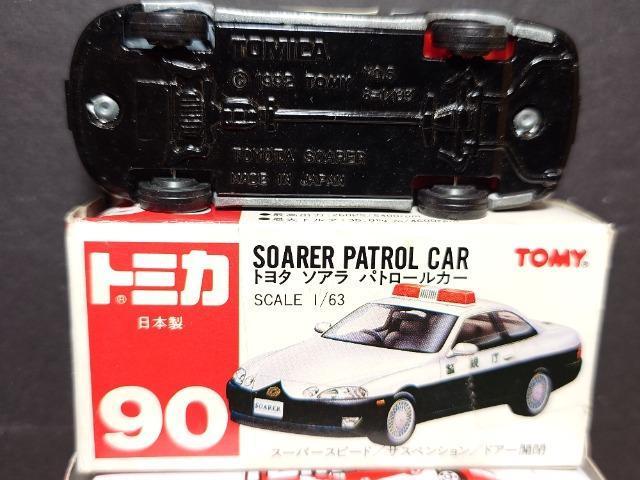 TOMICA
© 1992 TOMY NO.5
S=1/63
TOYOTA SOARER
MADE IN JAPAN
SOARER PATROL CAR
トヨタ ソアラ パトロールカー
SCALE 1/63
TOMY®
トミカ®
日本製
90
警視庁
SOARER
スーパースピード/サスペンション/ドアー開閉